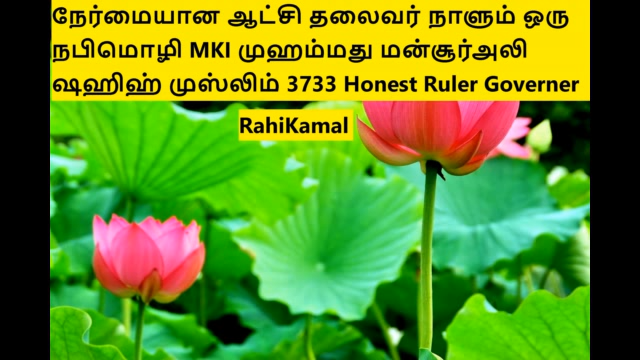 நேர்மையான ஆட்சி தலைவர் நாளும் ஒரு
நபிமொழி MKI முஹம்மது மன்சூர்அலி
ஷஹிஹ் முஸ்லிம் 3733 Honest Ruler Governer
RahiKamal